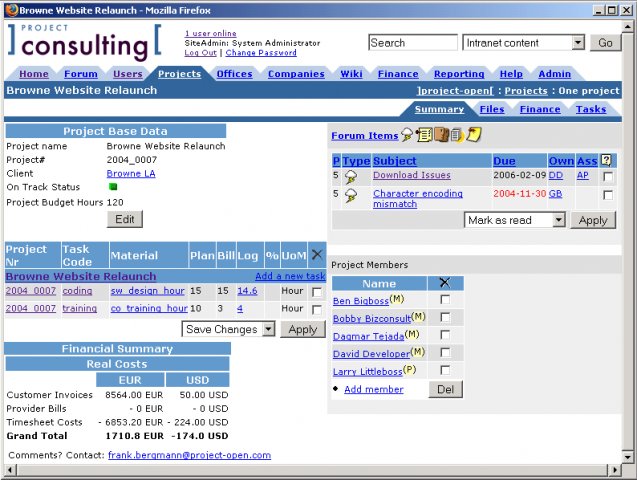 Browne Website Relaunch - Mozilla Firefox
] PROJECT
consulting [
1 user online
SiteAdmin: System Administrator
Log Out | Change Password
Search
Intranet content
Go
Home Forum Users Projects Offices Companies Wiki Finance Reporting Help Admin
Browne Website Relaunch
]project-open[ : Projects : One project
Summary Files Finance Tasks
Project Base Data
Project name Browne Website Relaunch
Project# 2004_0007
Client Browne LA
On Track Status
Project Budget Hours 120
Edit
Forum Items
P Type Subject Due Own Ass
5 Download Issues 2006-02-09 DD AP
5 Character encoding mismatch 2004-11-30 GB
Mark as read Apply
Project Nr Task Code Material Plan Bill Log % UoM
Browne Website Relaunch Add a new task
2004_0007 coding sw_design_hour 15 15 14.6 Hour
2004_0007 training co_training_hour 10 3 4 Hour
Save Changes Apply
Project Members
Name
Ben Bigboss(M)
Bobby Bizconsult(M)
Dagmar Tejada(M)
David Developer(M)
Larry Littleboss(P)
Add member Del
Financial Summary
Real Costs
EUR USD
Customer Invoices 8564.00 EUR 50.00 USD
Provider Bills - 0 EUR - 0 USD
Timesheet Costs - 6853.20 EUR - 224.00 USD
Grand Total 1710.8 EUR -174.0 USD
Comments? Contact: frank.bergmann@project-open.com